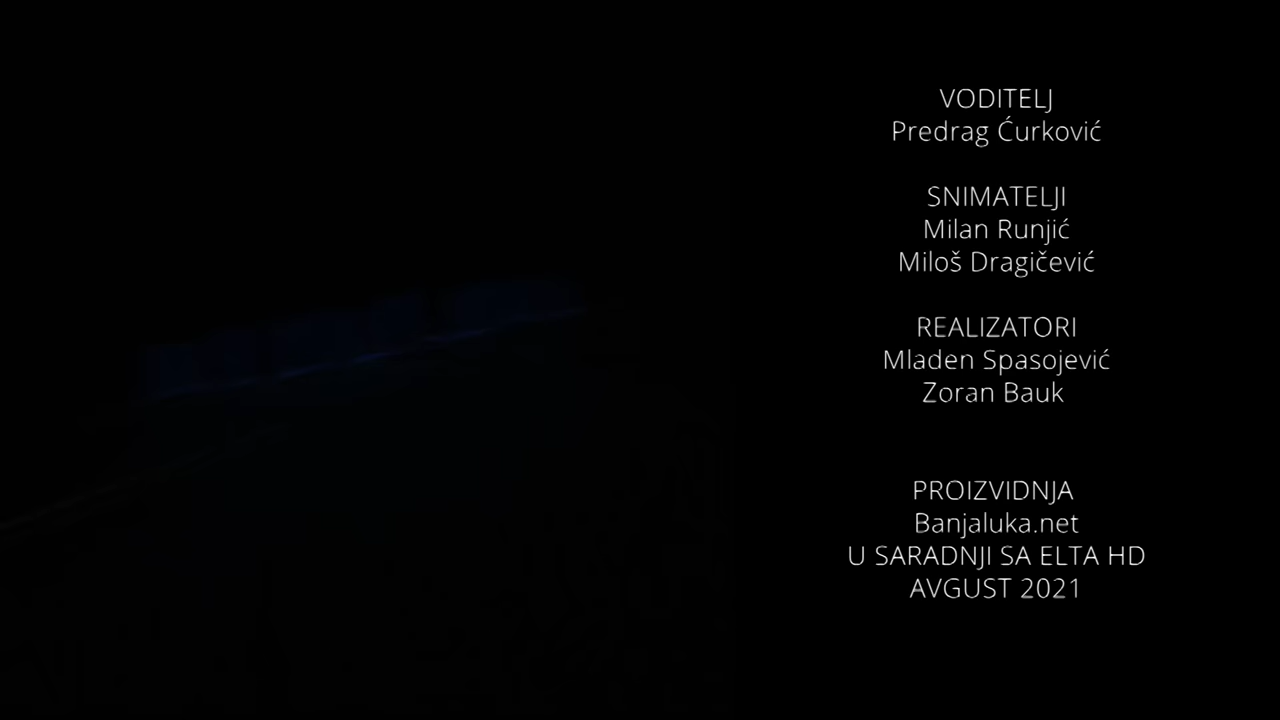 VODITELJ
Predrag Ćurković
SNIMATELJI
Milan Runjić
Miloš Dragičević
REALIZATORI
Mladen Spasojević
Zoran Bauk
PROIZVIDNJA
Banjaluka.net
U SARADNJI SA ELTA HD
AVGUST 2021